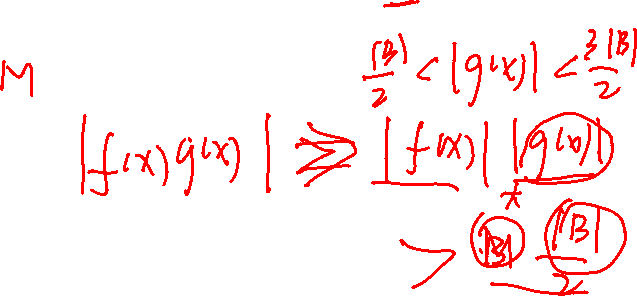 |B|/2 < |g(x)| < 3|B|/2
M
|f(x)g(x)| ≥ |f(x)| |g(x)|
> |B|/2